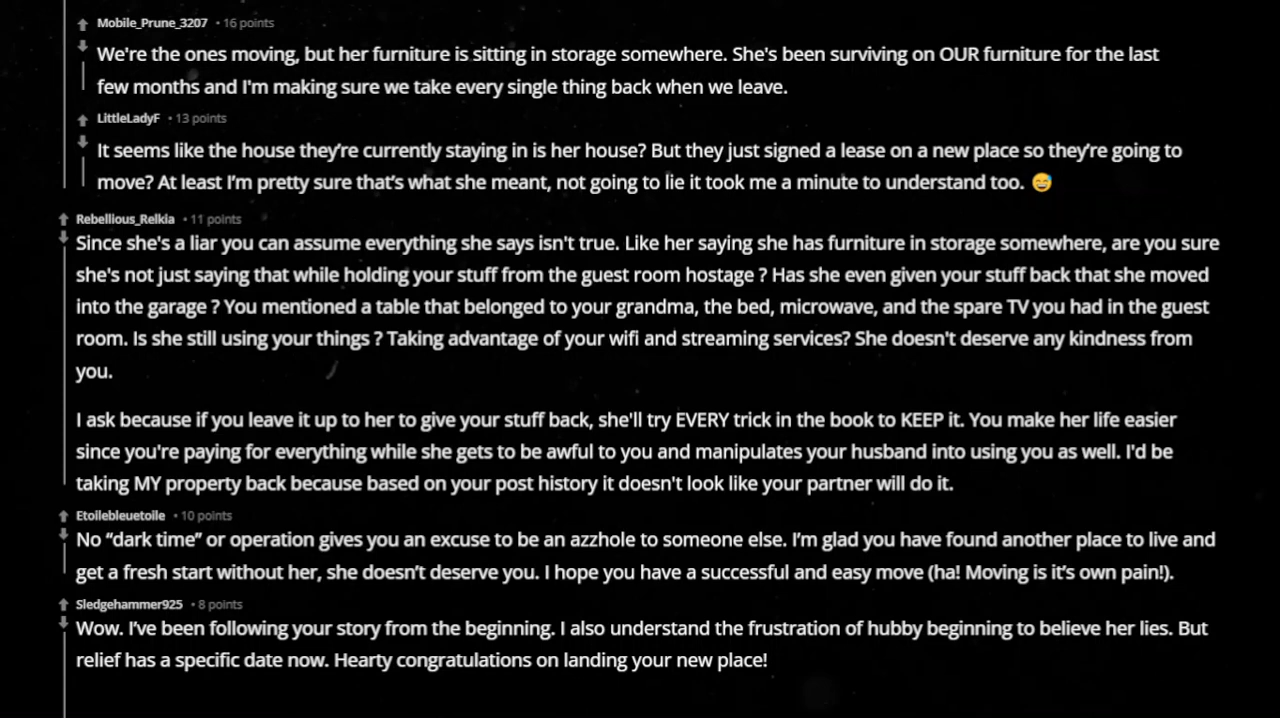 Mobile_Prune_3207 • 16 points
We're the ones moving, but her furniture is sitting in storage somewhere. She's been surviving on OUR furniture for the last
few months and I'm making sure we take every single thing back when we leave.
LittleLadyF • 13 points
It seems like the house they’re currently staying in is her house? But they just signed a lease on a new place so they’re going to
move? At least I’m pretty sure that’s what she meant, not going to lie it took me a minute to understand too. 😅
Rebellious_Relkia • 11 points
Since she's a liar you can assume everything she says isn't true. Like her saying she has furniture in storage somewhere, are you sure
she's not just saying that while holding your stuff from the guest room hostage ? Has she even given your stuff back that she moved
into the garage ? You mentioned a table that belonged to your grandma, the bed, microwave, and the spare TV you had in the guest
room. Is she still using your things ? Taking advantage of your wifi and streaming services? She doesn't deserve any kindness from
you.
I ask because if you leave it up to her to give your stuff back, she'll try EVERY trick in the book to KEEP it. You make her life easier
since you're paying for everything while she gets to be awful to you and manipulates your husband into using you as well. I'd be
taking MY property back because based on your post history it doesn't look like your partner will do it.
Etoilebleuetoile • 10 points
No “dark time” or operation gives you an excuse to be an azzhole to someone else. I’m glad you have found another place to live and
get a fresh start without her, she doesn’t deserve you. I hope you have a successful and easy move (ha! Moving is it’s own pain!).
Sledgehammer925 • 8 points
Wow. I’ve been following your story from the beginning. I also understand the frustration of hubby beginning to believe her lies. But
relief has a specific date now. Hearty congratulations on landing your new place!